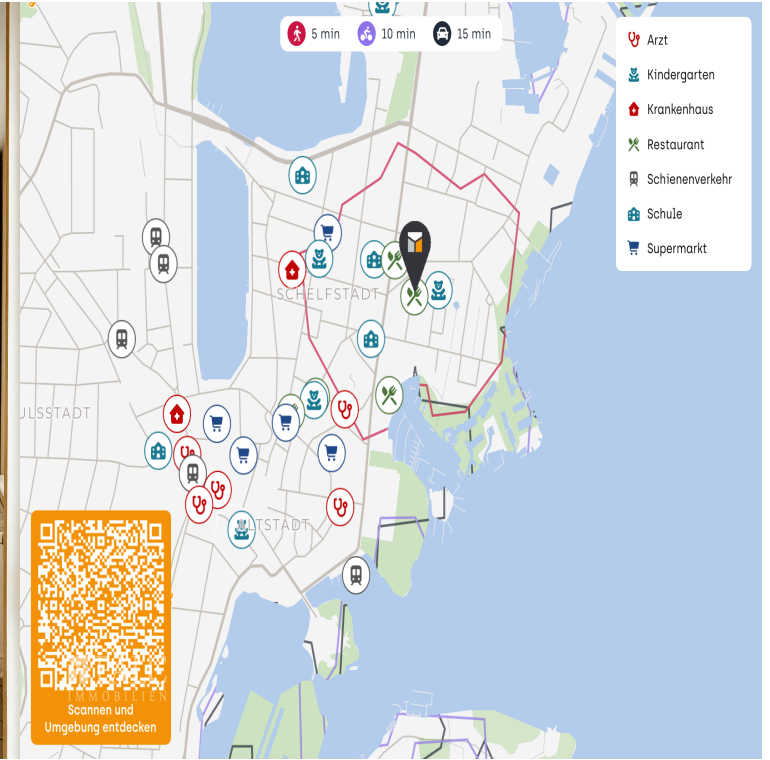 5 min
10 min
15 min
Arzt
Kindergarten
Krankenhaus
Restaurant
Schienenverkehr
Schule
Supermarkt
SCHELFSTADT
ULSSTADT
LTSTADT
IMMOBILIEN
Scannen und
Umgebung entdecken